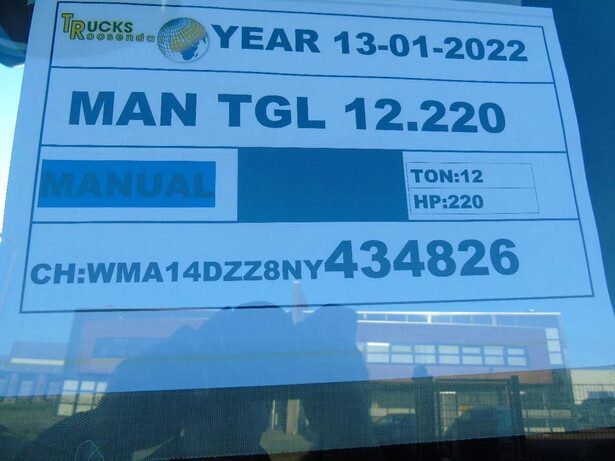 TRUCKS
Roosendaal
YEAR 13-01-2022
MAN TGL 12.220
MANUAL
TON:12
HP:220
CH:WMA14DZZ8NY434826